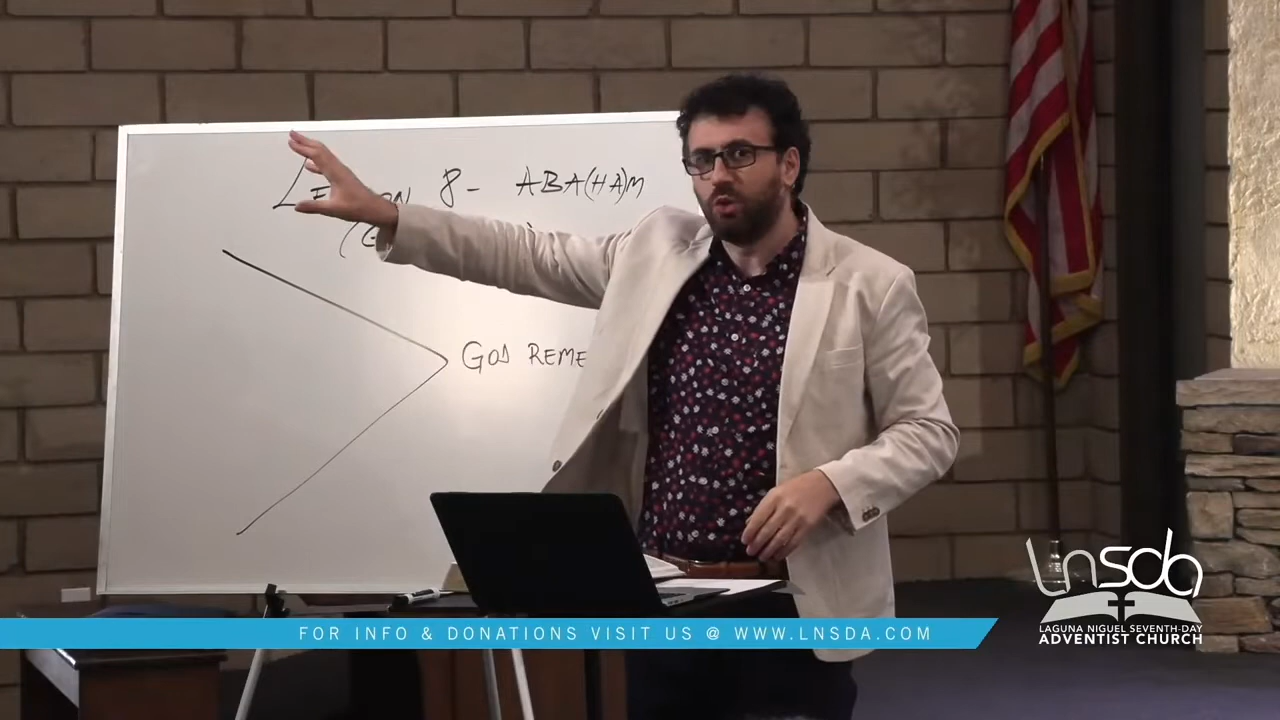 8- ABA(HA)M
GOD REME
LNSDA
LAGUNA NIGUEL SEVENTH-DAY
ADVENTIST CHURCH
FOR INFO & DONATIONS VISIT US @ WWW.LNSDA.COM